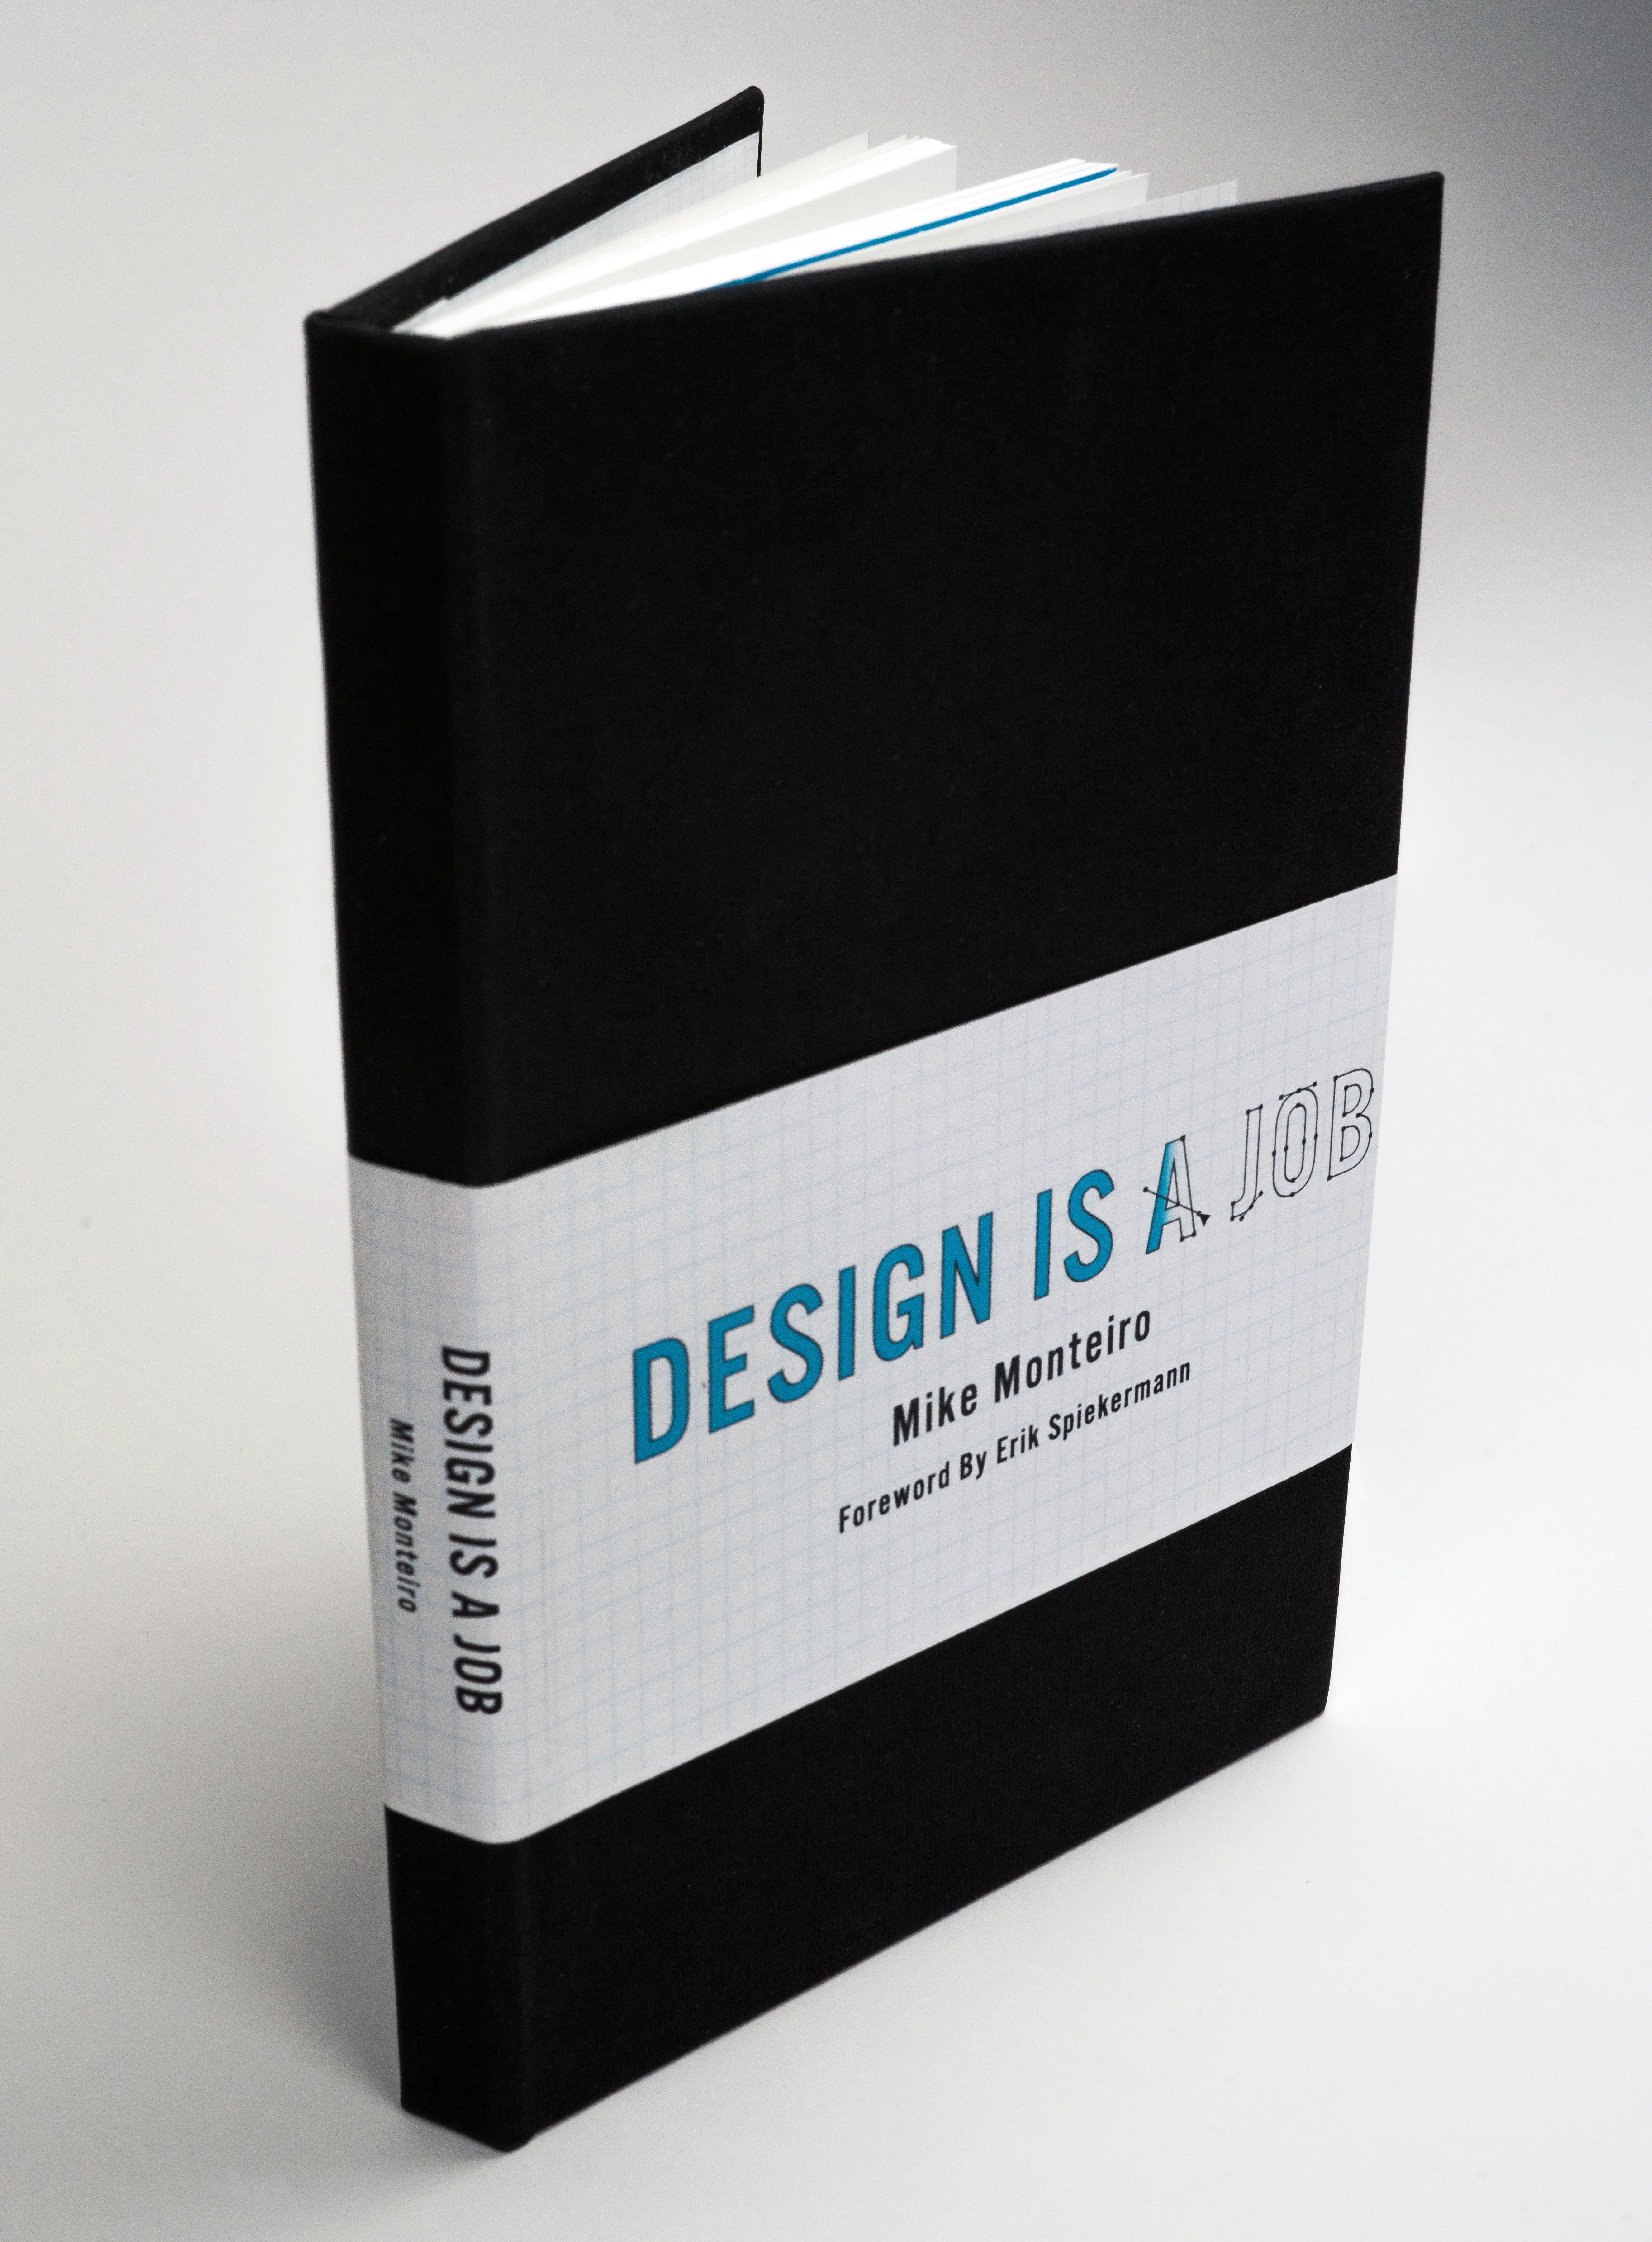 DESIGN IS A JOB
Mike Monteiro
Foreword By Erik Spiekermann
DESIGN IS A JOB
Mike Monteiro